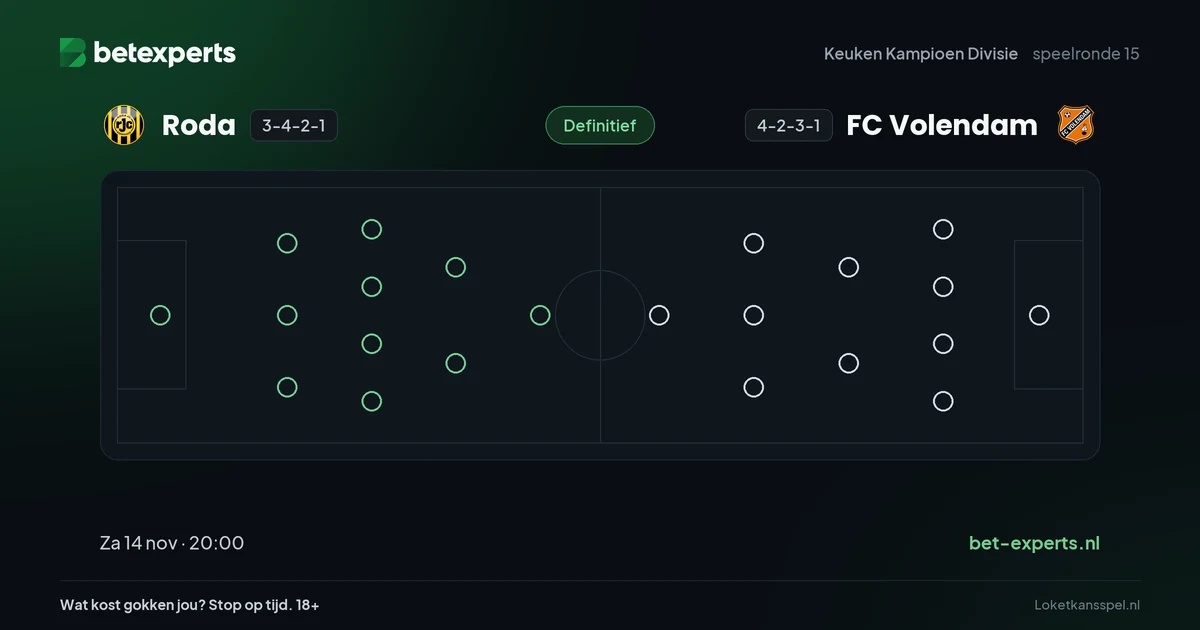 betexperts
Keuken Kampioen Divisie speelronde 15
Roda 3-4-2-1
Definitief
4-2-3-1 FC Volendam
Za 14 nov · 20:00
bet-experts.nl
Wat kost gokken jou? Stop op tijd. 18+
Loketkansspel.nl